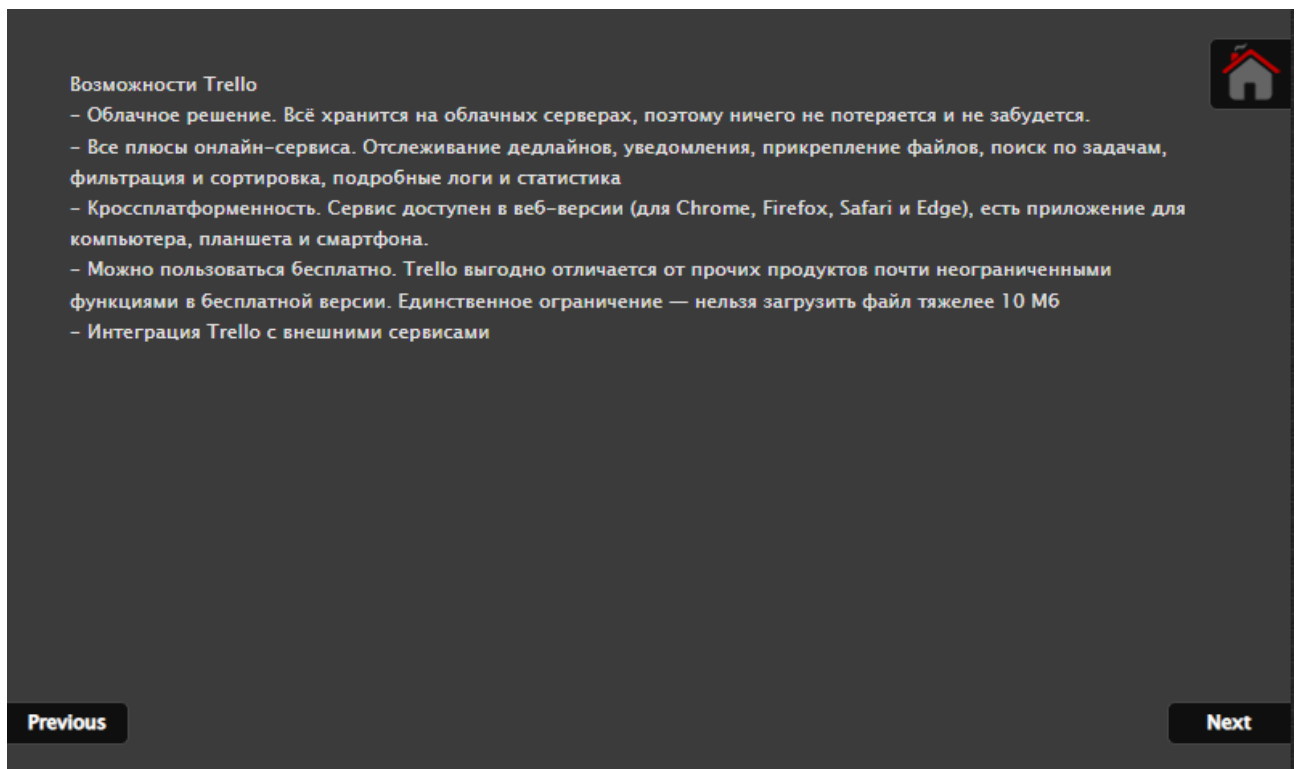 Возможности Trello
– Облачное решение. Всё хранится на облачных серверах, поэтому ничего не потеряется и не забудется.
– Все плюсы онлайн–сервиса. Отслеживание дедлайнов, уведомления, прикрепление файлов, поиск по задачам,
фильтрация и сортировка, подробные логи и статистика
– Кроссплатформенность. Сервис доступен в веб–версии (для Chrome, Firefox, Safari и Edge), есть приложение для
компьютера, планшета и смартфона.
– Можно пользоваться бесплатно. Trello выгодно отличается от прочих продуктов почти неограниченными
функциями в бесплатной версии. Единственное ограничение — нельзя загрузить файл тяжелее 10 Мб
– Интеграция Trello с внешними сервисами
Previous
Next